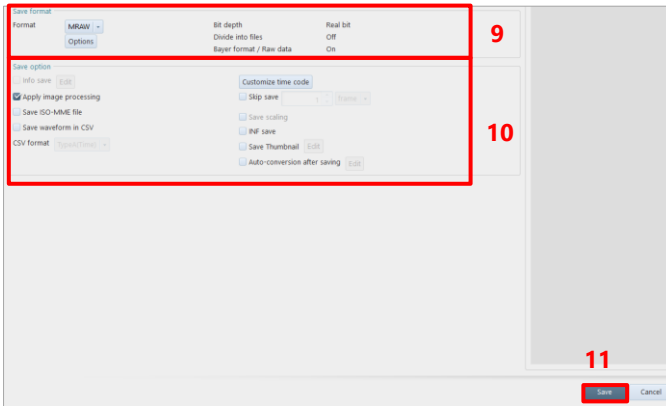 Save format
Format MRAW Bit depth Real bit
Options Divide into files Off
Bayer format / Raw data On
9
Save option
Info save Edit Customize time code
Apply image processing Skip save 1 frame
Save ISO-MME file Save scaling
Save waveform in CSV INF save
10
CSV format Save Thumbnail Edit
Auto-conversion after saving Edit
11
Save Cancel